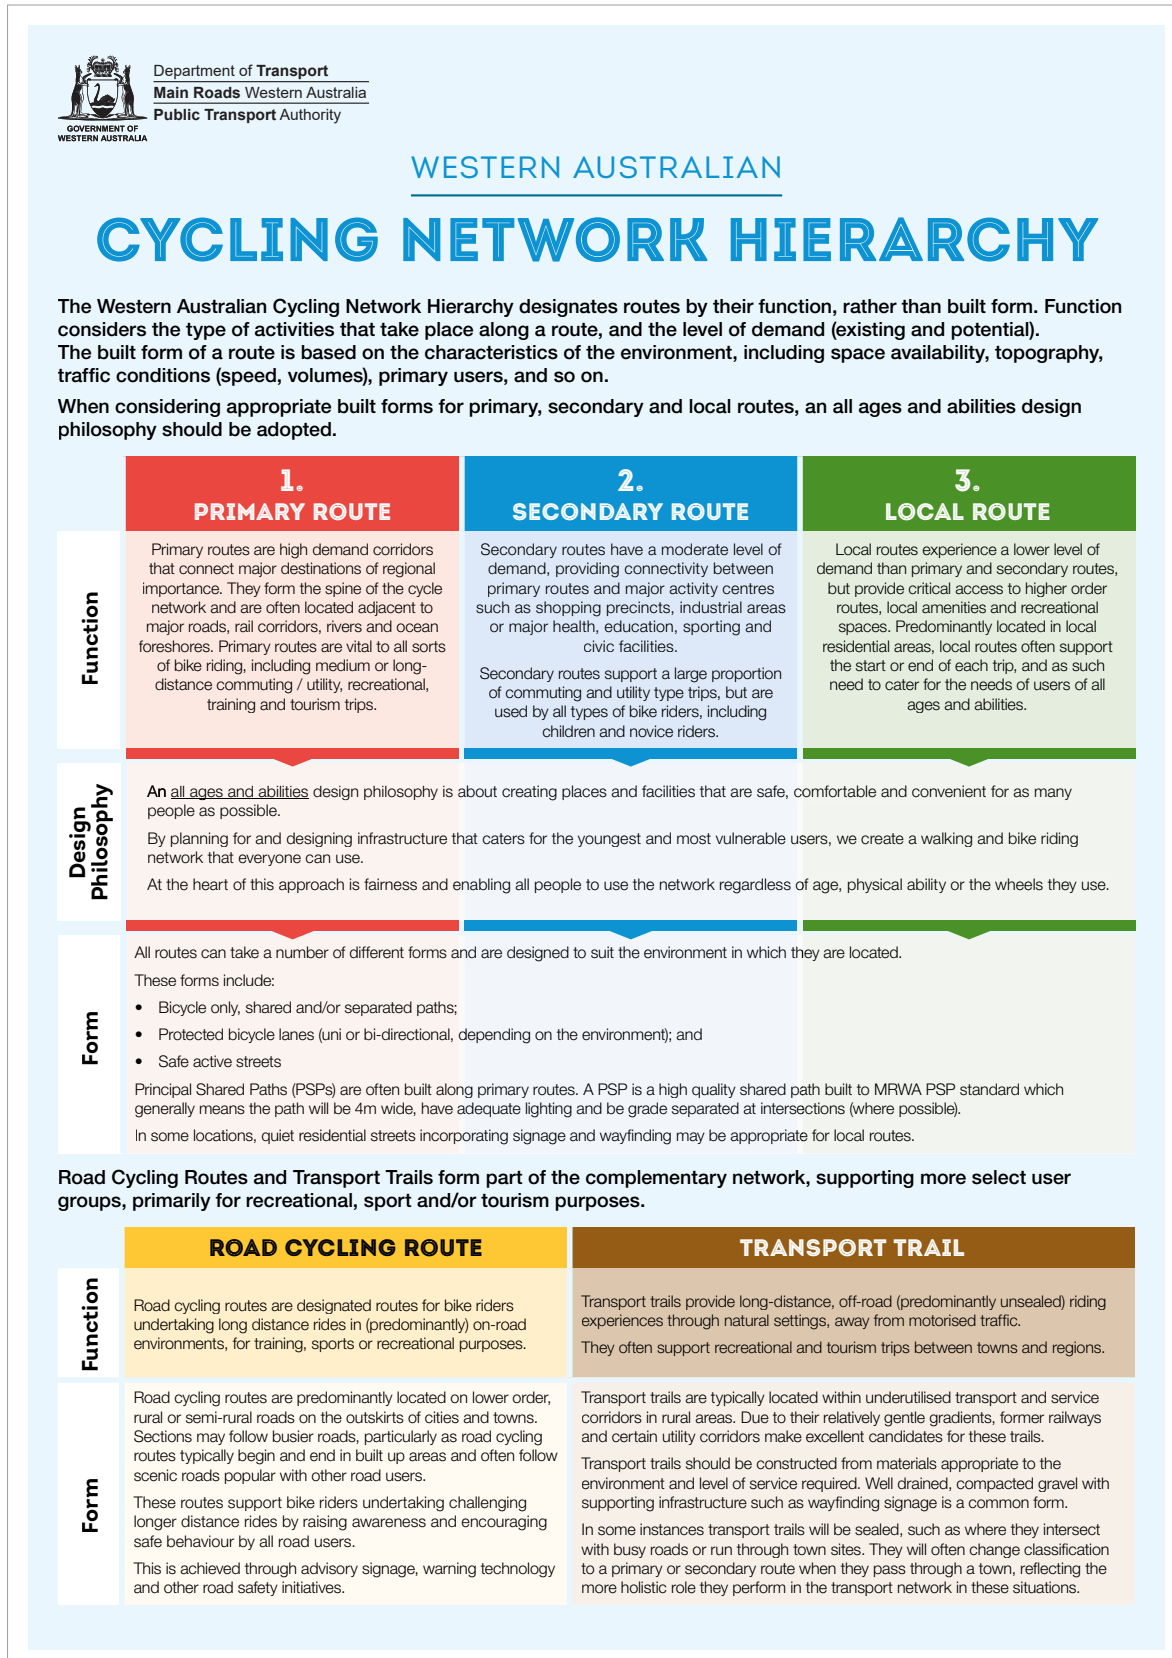 Department of Transport
Main Roads Western Australia
Public Transport Authority
GOVERNMENT OF
WESTERN AUSTRALIA
WESTERN AUSTRALIAN
CYCLING NETWORK HIERARCHY
The Western Australian Cycling Network Hierarchy designates routes by their function, rather than built form. Function
considers the type of activities that take place along a route, and the level of demand (existing and potential).
The built form of a route is based on the characteristics of the environment, including space availability, topography,
traffic conditions (speed, volumes), primary users, and so on.
When considering appropriate built forms for primary, secondary and local routes, an all ages and abilities design
philosophy should be adopted.
1.
PRIMARY ROUTE
2.
SECONDARY ROUTE
3.
LOCAL ROUTE
Function
Primary routes are high demand corridors
that connect major destinations of regional
importance. They form the spine of the cycle
network and are often located adjacent to
major roads, rail corridors, rivers and ocean
foreshores. Primary routes are vital to all sorts
of bike riding, including medium or long-
distance commuting / utility, recreational,
training and tourism trips.
Secondary routes have a moderate level of
demand, providing connectivity between
primary routes and major activity centres
such as shopping precincts, industrial areas
or major health, education, sporting and
civic facilities.
Secondary routes support a large proportion
of commuting and utility type trips, but are
used by all types of bike riders, including
children and novice riders.
Local routes experience a lower level of
demand than primary and secondary routes,
but provide critical access to higher order
routes, local amenities and recreational
spaces. Predominantly located in local
residential areas, local routes often support
the start or end of each trip, and as such
need to cater for the needs of users of all
ages and abilities.
Design
Philosophy
An all ages and abilities design philosophy is about creating places and facilities that are safe, comfortable and convenient for as many
people as possible.
By planning for and designing infrastructure that caters for the youngest and most vulnerable users, we create a walking and bike riding
network that everyone can use.
At the heart of this approach is fairness and enabling all people to use the network regardless of age, physical ability or the wheels they use.
Form
All routes can take a number of different forms and are designed to suit the environment in which they are located.
These forms include:
• Bicycle only, shared and/or separated paths;
• Protected bicycle lanes (uni or bi-directional, depending on the environment); and
• Safe active streets
Principal Shared Paths (PSPs) are often built along primary routes. A PSP is a high quality shared path built to MRWA PSP standard which
generally means the path will be 4m wide, have adequate lighting and be grade separated at intersections (where possible).
In some locations, quiet residential streets incorporating signage and wayfinding may be appropriate for local routes.
Road Cycling Routes and Transport Trails form part of the complementary network, supporting more select user
groups, primarily for recreational, sport and/or tourism purposes.
ROAD CYCLING ROUTE
TRANSPORT TRAIL
Function
Road cycling routes are designated routes for bike riders
undertaking long distance rides in (predominantly) on-road
environments, for training, sports or recreational purposes.
Transport trails provide long-distance, off-road (predominantly unsealed) riding
experiences through natural settings, away from motorised traffic.
They often support recreational and tourism trips between towns and regions.
Form
Road cycling routes are predominantly located on lower order,
rural or semi-rural roads on the outskirts of cities and towns.
Sections may follow busier roads, particularly as road cycling
routes typically begin and end in built up areas and often follow
scenic roads popular with other road users.
These routes support bike riders undertaking challenging
longer distance rides by raising awareness and encouraging
safe behaviour by all road users.
This is achieved through advisory signage, warning technology
and other road safety initiatives.
Transport trails are typically located within underutilised transport and service
corridors in rural areas. Due to their relatively gentle gradients, former railways
and certain utility corridors make excellent candidates for these trails.
Transport trails should be constructed from materials appropriate to the
environment and level of service required. Well drained, compacted gravel with
supporting infrastructure such as wayfinding signage is a common form.
In some instances transport trails will be sealed, such as where they intersect
with busy roads or run through town sites. They will often change classification
to a primary or secondary route when they pass through a town, reflecting the
more holistic role they perform in the transport network in these situations.